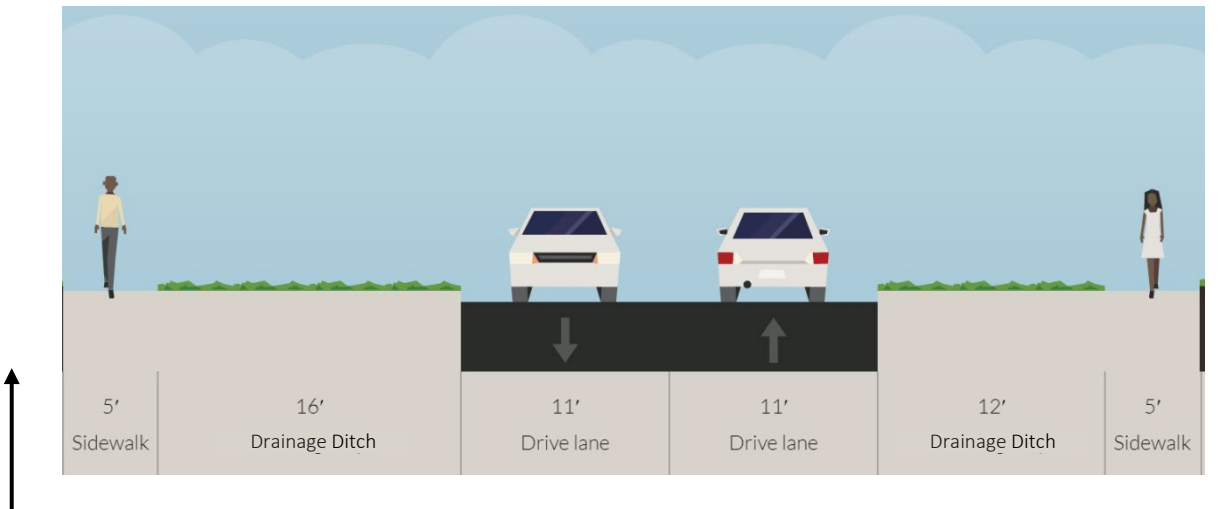 5′ 16′ 11′ 11′ 12′ 5′
Sidewalk Drainage Ditch Drive lane Drive lane Drainage Ditch Sidewalk